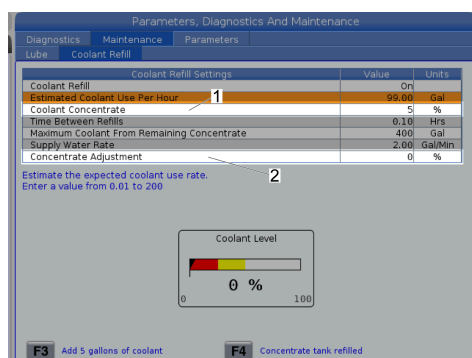 Parameters, Diagnostics And Maintenance
Diagnostics Maintenance Parameters
Lube Coolant Refill
Coolant Refill Settings Value Units
Coolant Refill On
Estimated Coolant Use Per Hour 99.00 Gal
1
Coolant Concentrate 5 %
Time Between Refills 0.10 Hrs
Maximum Coolant From Remaining Concentrate 400 Gal
Supply Water Rate 2.00 Gal/Min
Concentrate Adjustment 0 %
2
Estimate the expected coolant use rate.
Enter a value from 0.01 to 200
Coolant Level
0 %
0 100
F3 Add 5 gallons of coolant F4 Concentrate tank refilled